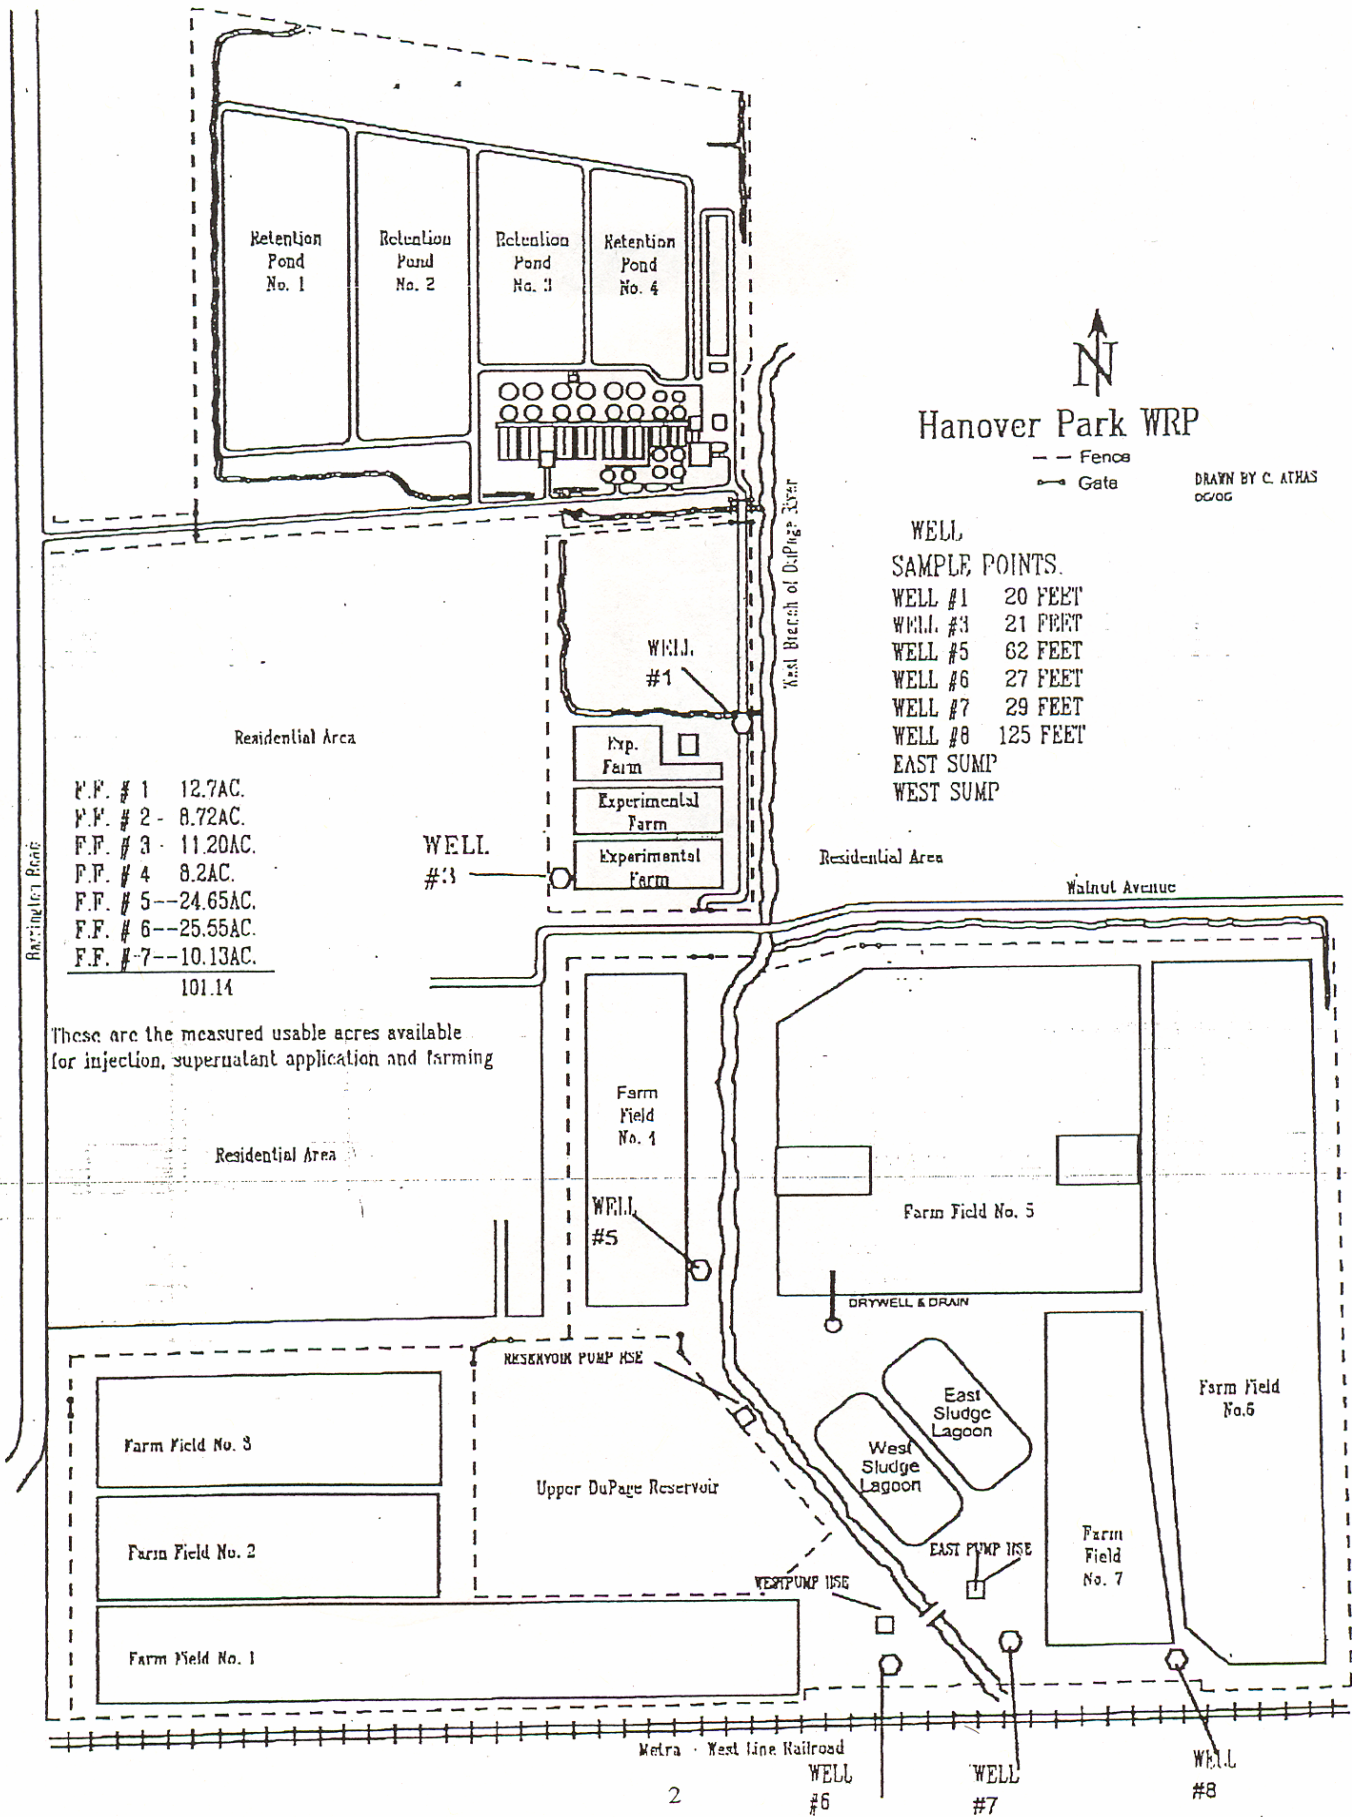 Retention
Pond
No. 1
Retention
Pond
No. 2
Retention
Pond
No. 3
Retention
Pond
No. 4
N
Hanover Park WRP
Fence
Gate
DRAWN BY C. ATHAS
West Branch of DuPage River
WELL
SAMPLE POINTS.
WELL #1 20 FEET
WELL #3 21 FEET
WELL #5 62 FEET
WELL #6 27 FEET
WELL #7 29 FEET
WELL #8 125 FEET
EAST SUMP
WEST SUMP
WELL
#1
Residential Area
Exp.
Farm
Experimental
Farm
Experimental
Farm
F.F. # 1 12.7AC.
F.F. # 2 - 8.72AC.
F.F. # 3 - 11.20AC.
F.F. # 4 8.2AC.
F.F. # 5--24.65AC.
F.F. # 6--25.55AC.
F.F. #-7--10.13AC.
101.14
WELL
#3
Barrington Road
Residential Area
Walnut Avenue
These are the measured usable acres available
for injection, supernatant application and farming
Farm
Field
No. 4
Residential Area
WELL
#5
Farm Field No. 5
DRYWELL & DRAIN
RESERVOIR PUMP HSE
Farm Field No. 3
Upper DuPage Reservoir
East
Sludge
Lagoon
West
Sludge
Lagoon
Farm Field
No.6
Farm Field No. 2
EAST PUMP HSE
WESTPUMP HSE
Farm
Field
No. 7
Farm Field No. 1
Metra - West Line Railroad
WELL
#6
WELL
#7
WELL
#8
2